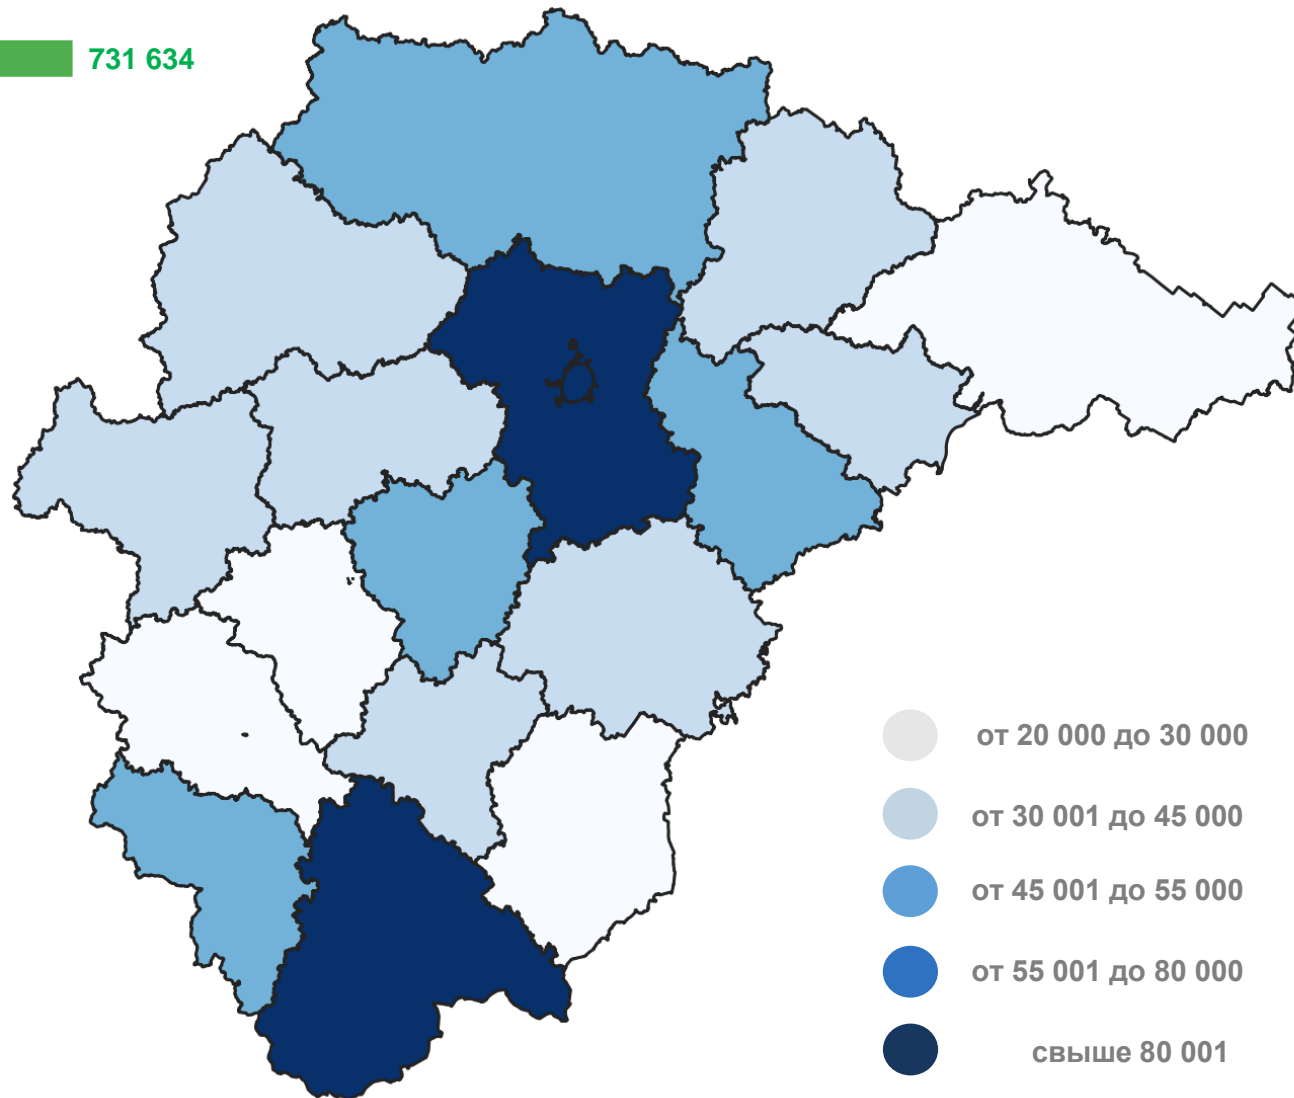 731 634
от 20 000 до 30 000
от 30 001 до 45 000
от 45 001 до 55 000
от 55 001 до 80 000
свыше 80 001